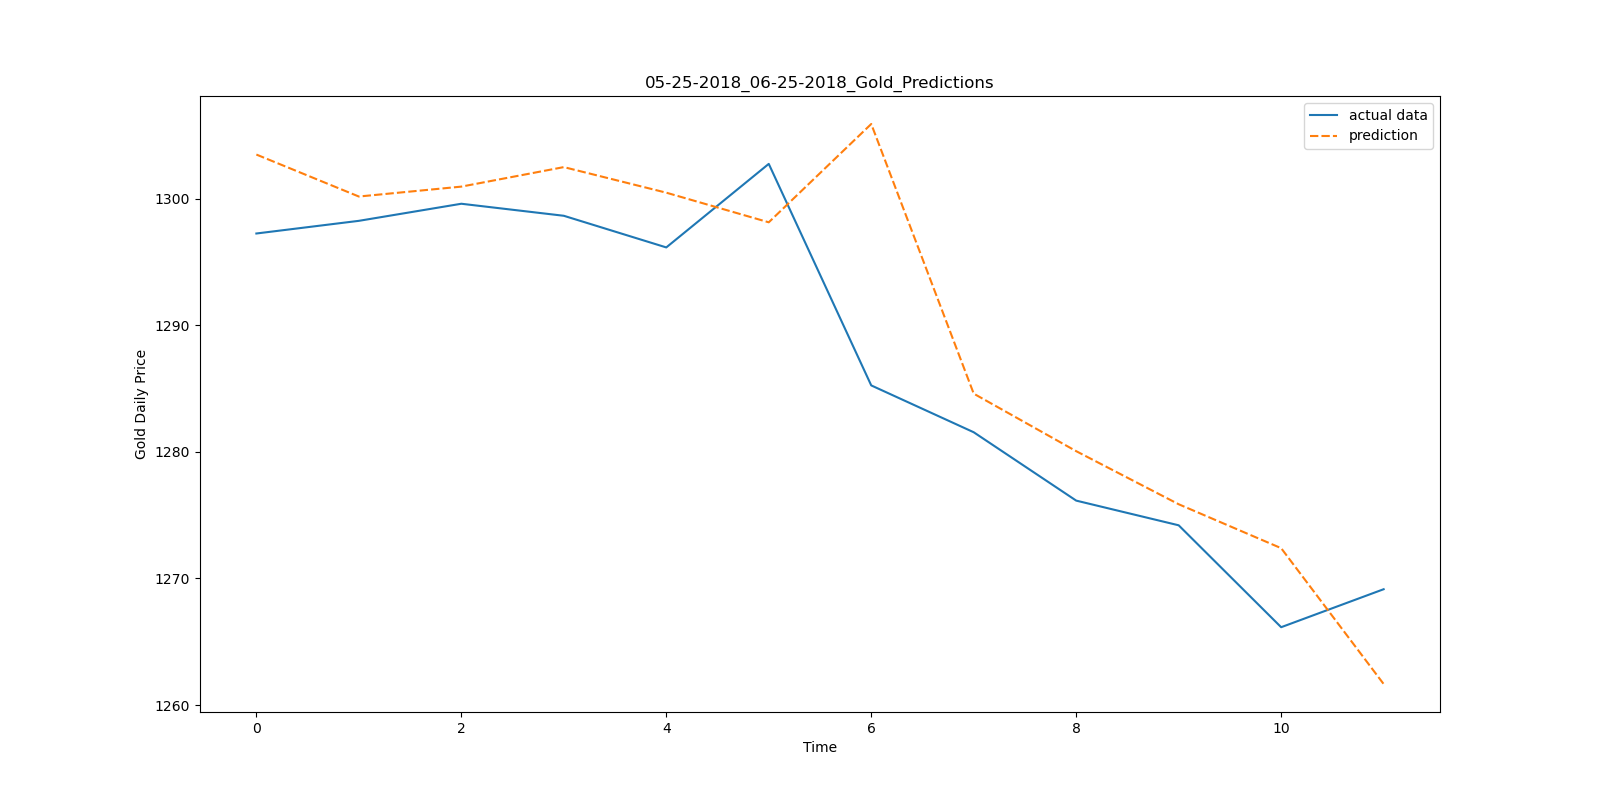 05-25-2018_06-25-2018_Gold_Predictions
actual data
prediction
Gold Daily Price
1300
1290
1280
1270
1260
0 2 4 6 8 10
Time